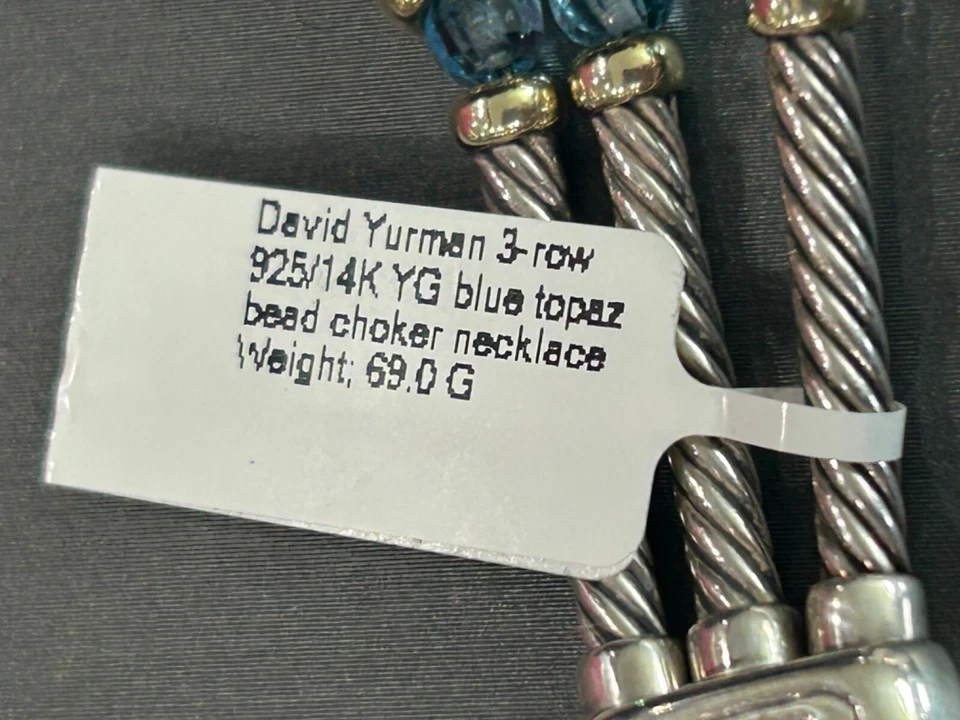 David Yurman 3-row
925/14K YG blue topaz
bead choker necklace
Weight: 69.0 G